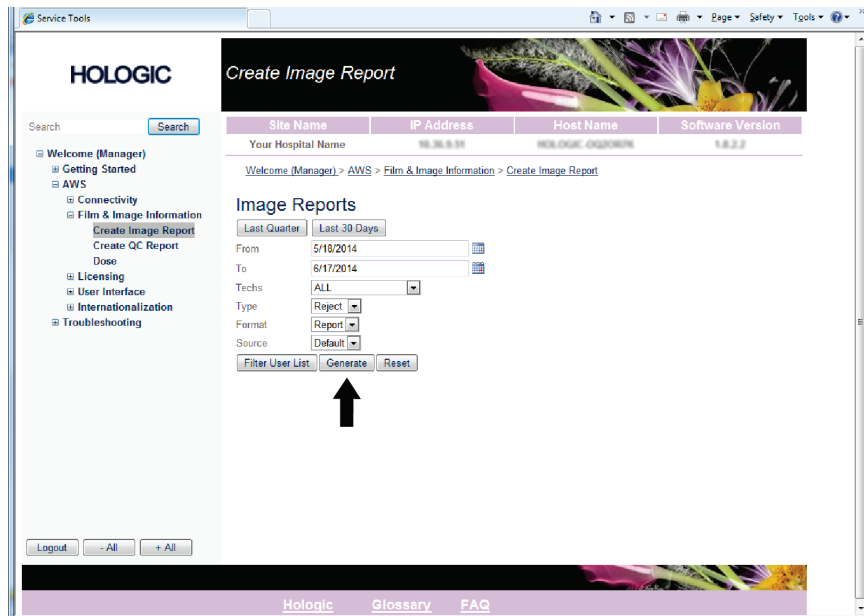 Service Tools
Page Safety Tools
HOLOGIC
Create Image Report
Search Search
Site Name IP Address Host Name Software Version
Your Hospital Name
Welcome (Manager) > AWS > Film & Image Information > Create Image Report
Welcome (Manager)
Getting Started
AWS
Connectivity
Film & Image Information
Create Image Report
Create QC Report
Dose
Licensing
User Interface
Internationalization
Troubleshooting
Image Reports
Last Quarter Last 30 Days
From 5/18/2014
To 6/17/2014
Techs ALL
Type Reject
Format Report
Source Default
Filter User List Generate Reset
Logout - All + All
Hologic Glossary FAQ